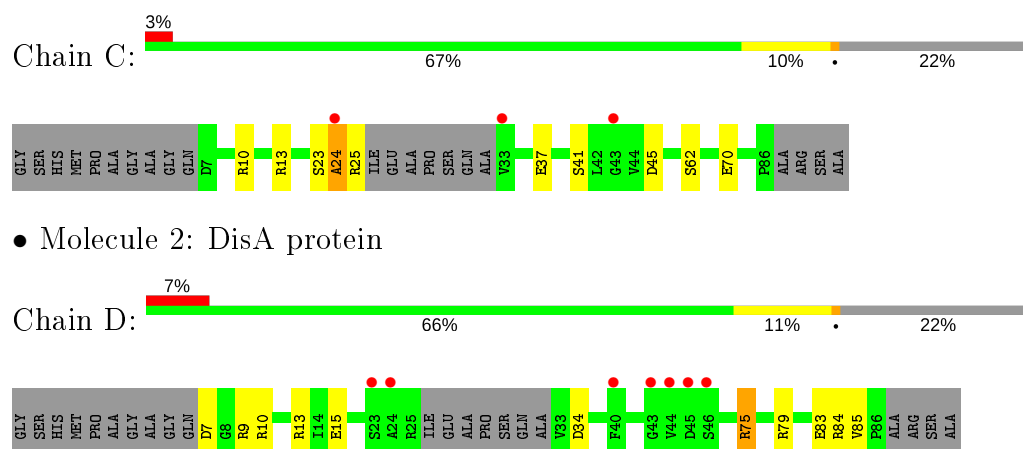 3%
Chain C:
67% 10% • 22%
GLY SER HIS MET PRO ALA GLY ALA GLY GLN D7 R10 R13 S23 A24 R25 ILE GLU ALA PRO SER GLN ALA V33 E37 S41 L42 G43 V44 D45 S62 E70 P86 ALA ARG SER ALA
• Molecule 2: DisA protein
7%
Chain D:
66% 11% • 22%
GLY SER HIS MET PRO ALA GLY ALA GLY GLN D7 G8 R9 R10 R13 I14 E15 S23 A24 R25 ILE GLU ALA PRO SER GLN ALA V33 D34 F40 G43 V44 D45 S46 R75 R79 E83 R84 V85 P86 ALA ARG SER ALA